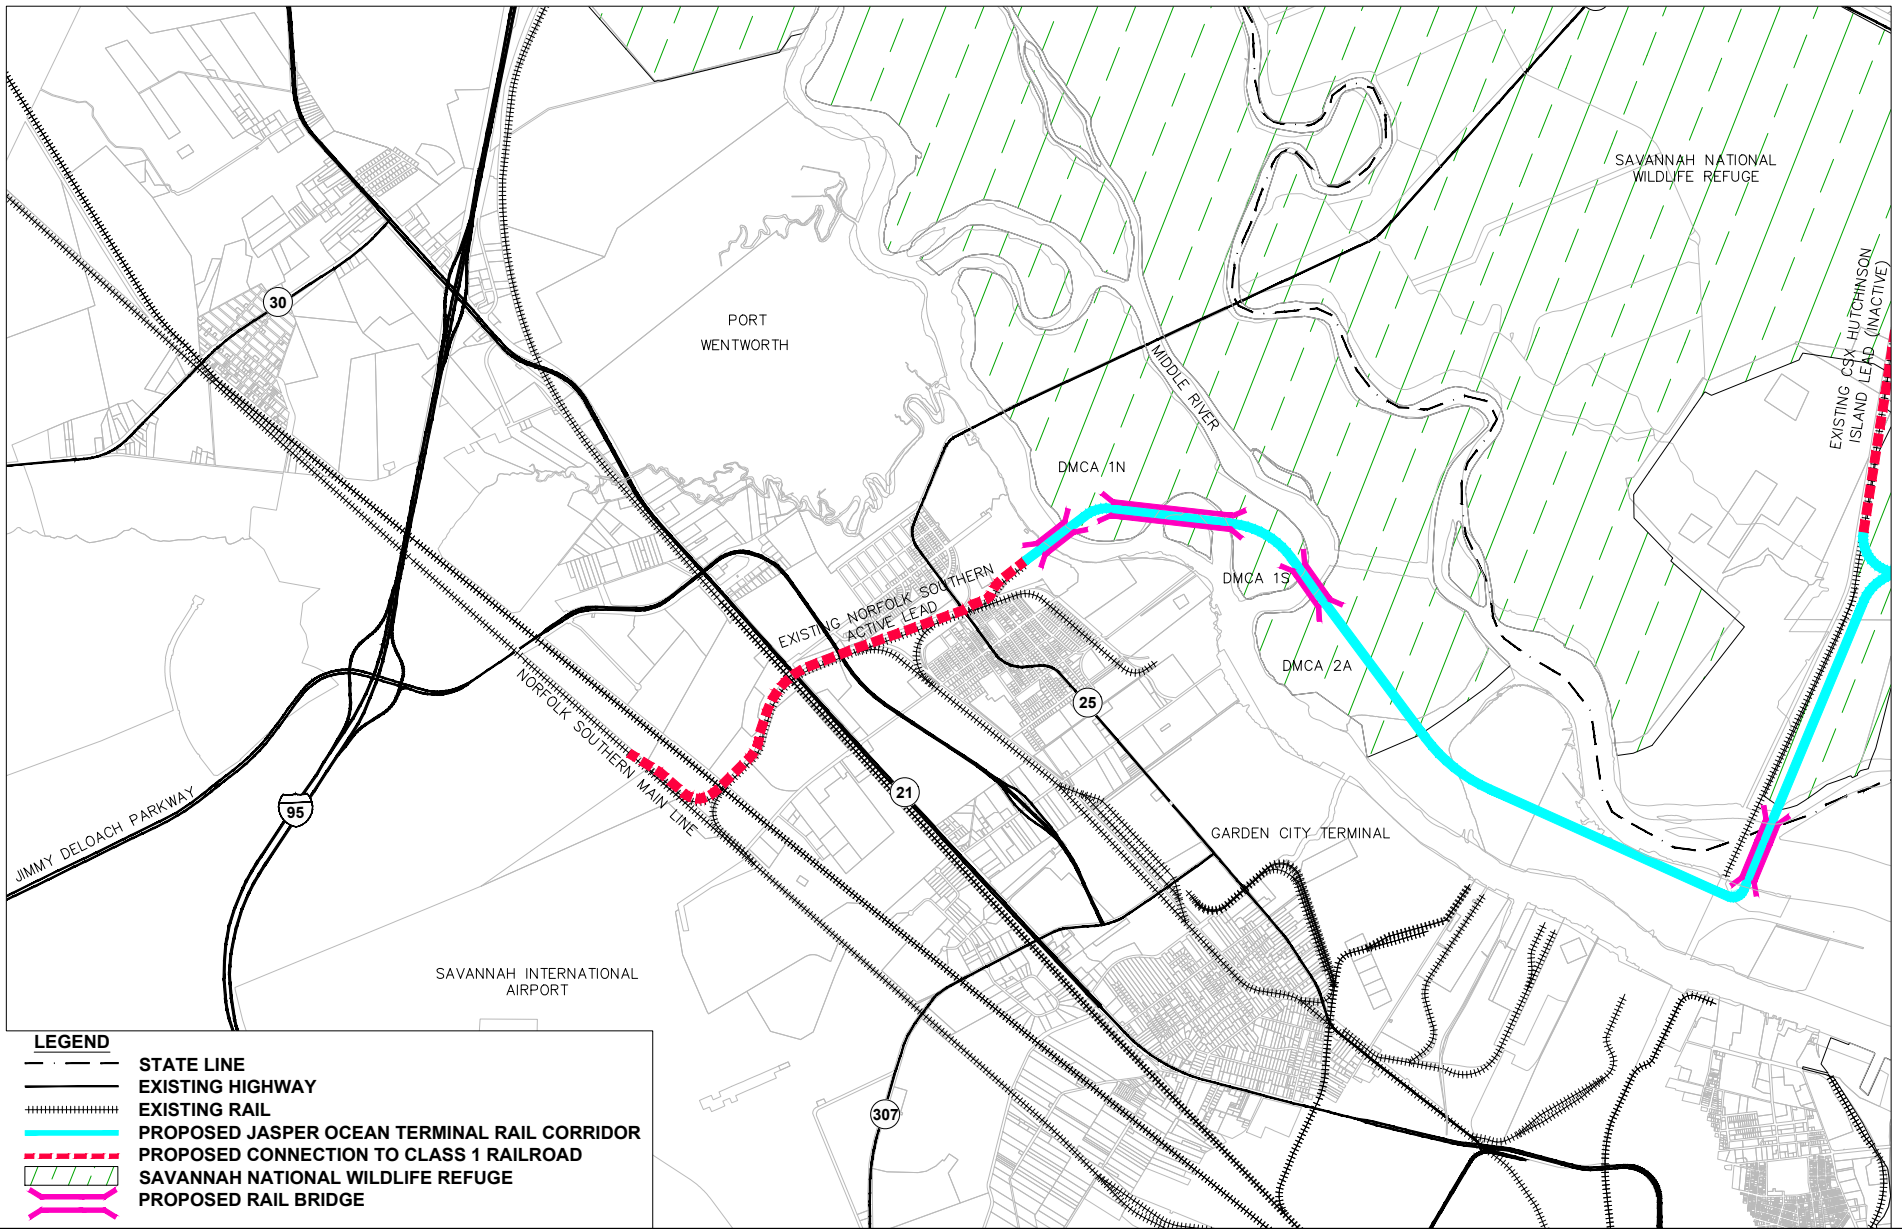 SAVANNAH NATIONAL
WILDLIFE REFUGE
EXISTING CSX HUTCHINSON
ISLAND LEAD (INACTIVE)
30
PORT
WENTWORTH
MIDDLE RIVER
DMCA 1N
DMCA 1S
EXISTING NORFOLK SOUTHERN
ACTIVE LEAD
DMCA 2A
25
NORFOLK SOUTHERN MAIN LINE
21
95
JIMMY DELOACH PARKWAY
GARDEN CITY TERMINAL
SAVANNAH INTERNATIONAL
AIRPORT
307
LEGEND
STATE LINE
EXISTING HIGHWAY
EXISTING RAIL
PROPOSED JASPER OCEAN TERMINAL RAIL CORRIDOR
PROPOSED CONNECTION TO CLASS 1 RAILROAD
SAVANNAH NATIONAL WILDLIFE REFUGE
PROPOSED RAIL BRIDGE